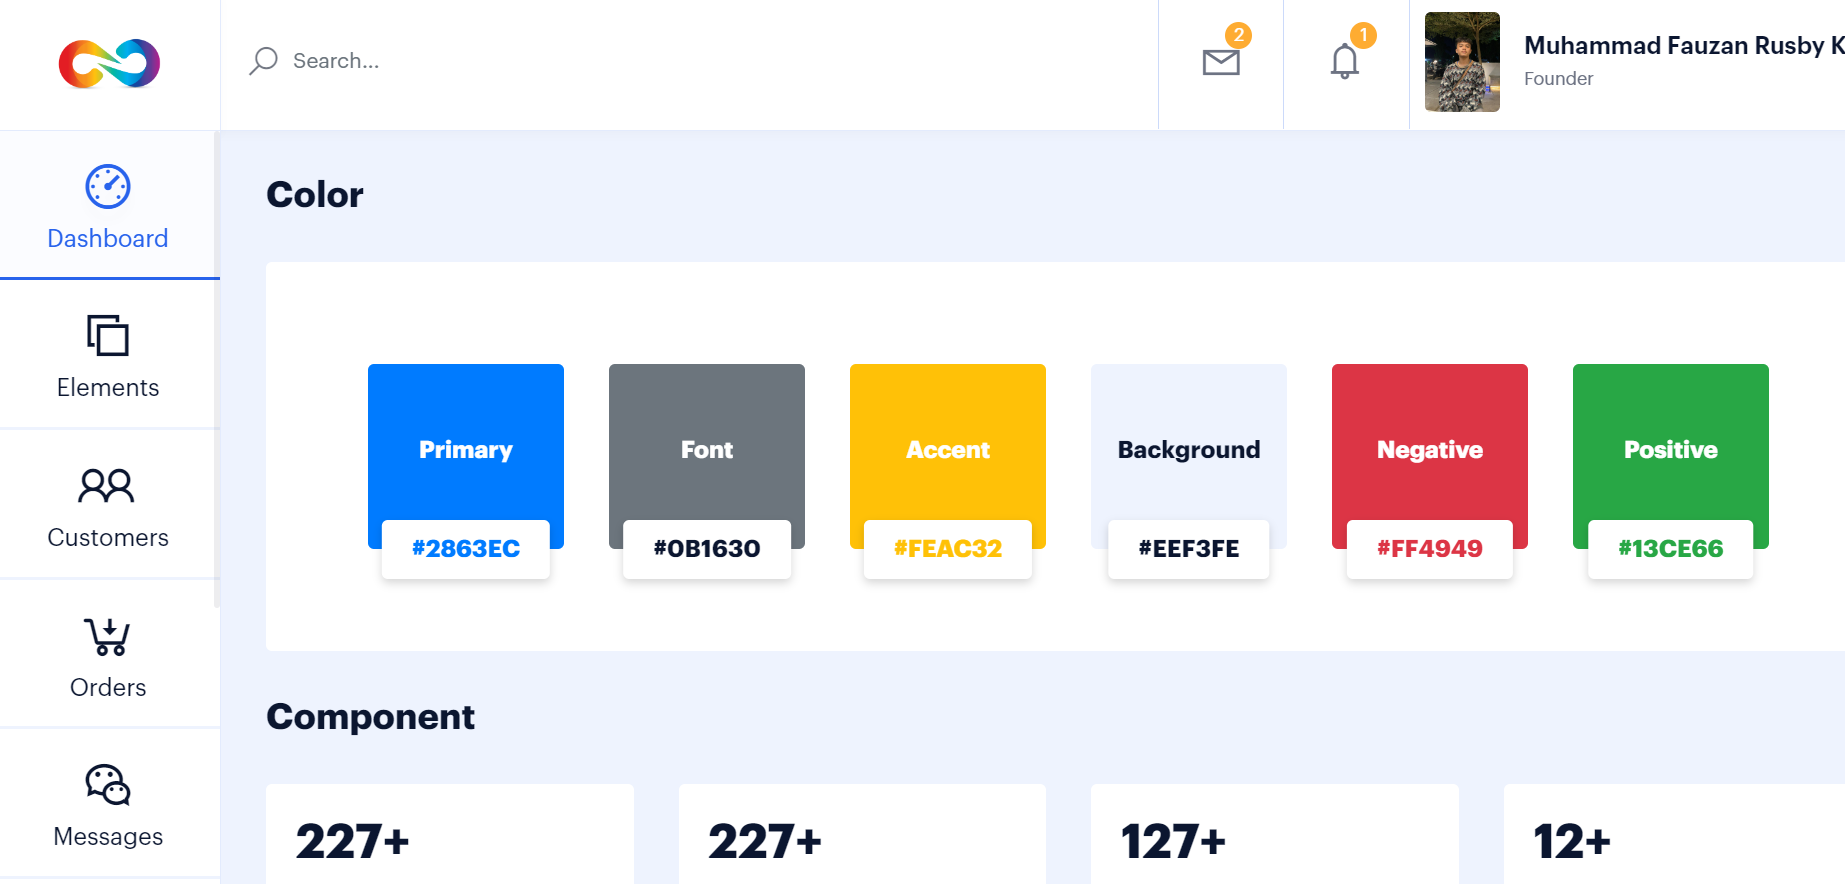 Search...
2
1
Muhammad Fauzan Rusby K
Founder
Dashboard
Elements
Customers
Orders
Messages
Color
Primary
#2863EC
Font
#0B1630
Accent
#FEAC32
Background
#EEF3FE
Negative
#FF4949
Positive
#13CE66
Component
227+
227+
127+
12+